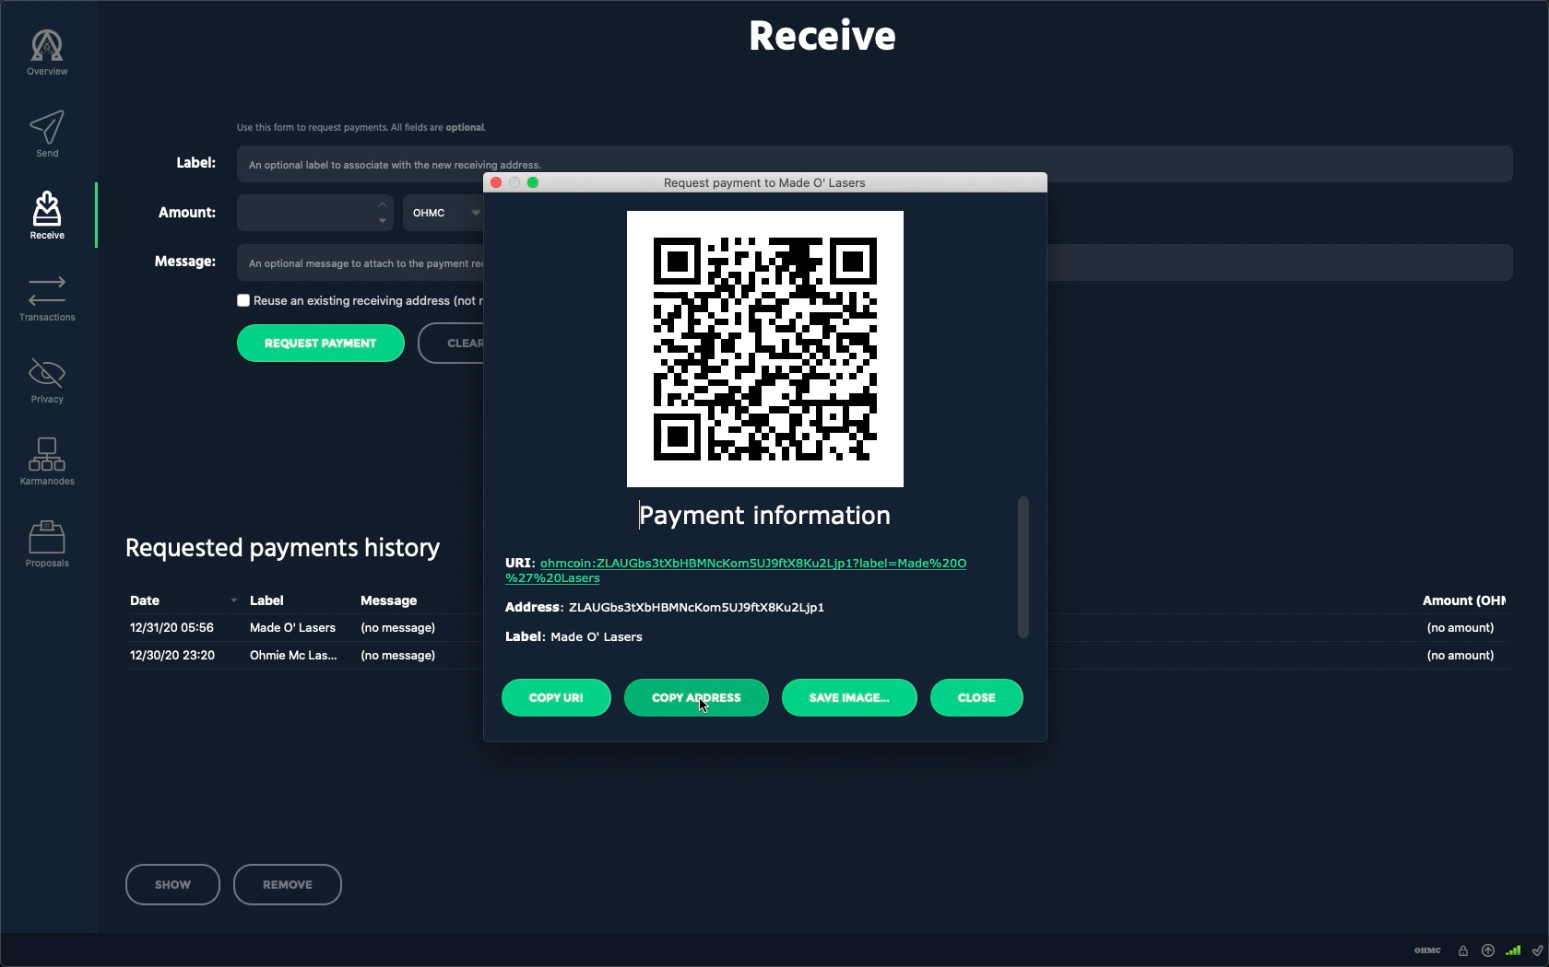 Receive
Overview
Send
Receive
Transactions
Privacy
Karmanodes
Proposals
Use this form to request payments. All fields are optional.
Label:
An optional label to associate with the new receiving address.
Amount:
OHMC
Message:
An optional message to attach to the payment
Reuse an existing receiving address (not
REQUEST PAYMENT
CLEAR
Request payment to Made O' Lasers
Payment information
URI: ohmcoin:ZLAUGbs3tXbHBMNcKom5UJ9ftX8Ku2Ljp1?label=Made%20O
%27%20Lasers
Address: ZLAUGbs3tXbHBMNcKom5UJ9ftX8Ku2Ljp1
Label: Made O' Lasers
COPY URI
COPY ADDRESS
SAVE IMAGE...
CLOSE
Requested payments history
Date Label Message Amount (OHM
12/31/20 05:56 Made O' Lasers (no message) (no amount)
12/30/20 23:20 Ohmie Mc Las... (no message) (no amount)
SHOW
REMOVE
OHMC